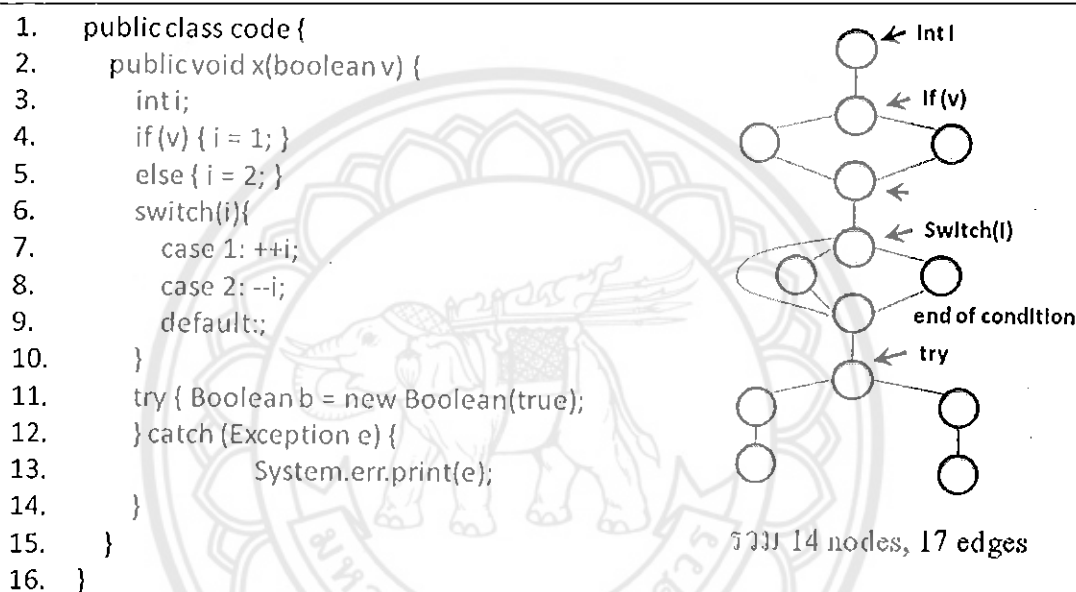 1. public class code {
2. public void x(boolean v) {
3. int i;
4. if (v) { i = 1; }
5. else { i = 2; }
6. switch(i){
7. case 1: ++i;
8. case 2: --i;
9. default:;
10. }
11. try { Boolean b = new Boolean(true);
12. } catch (Exception e) {
13. System.err.print(e);
14. }
15. }
16. }
Int I
If (v)
Switch(I)
end of condition
try
รวม 14 nodes, 17 edges